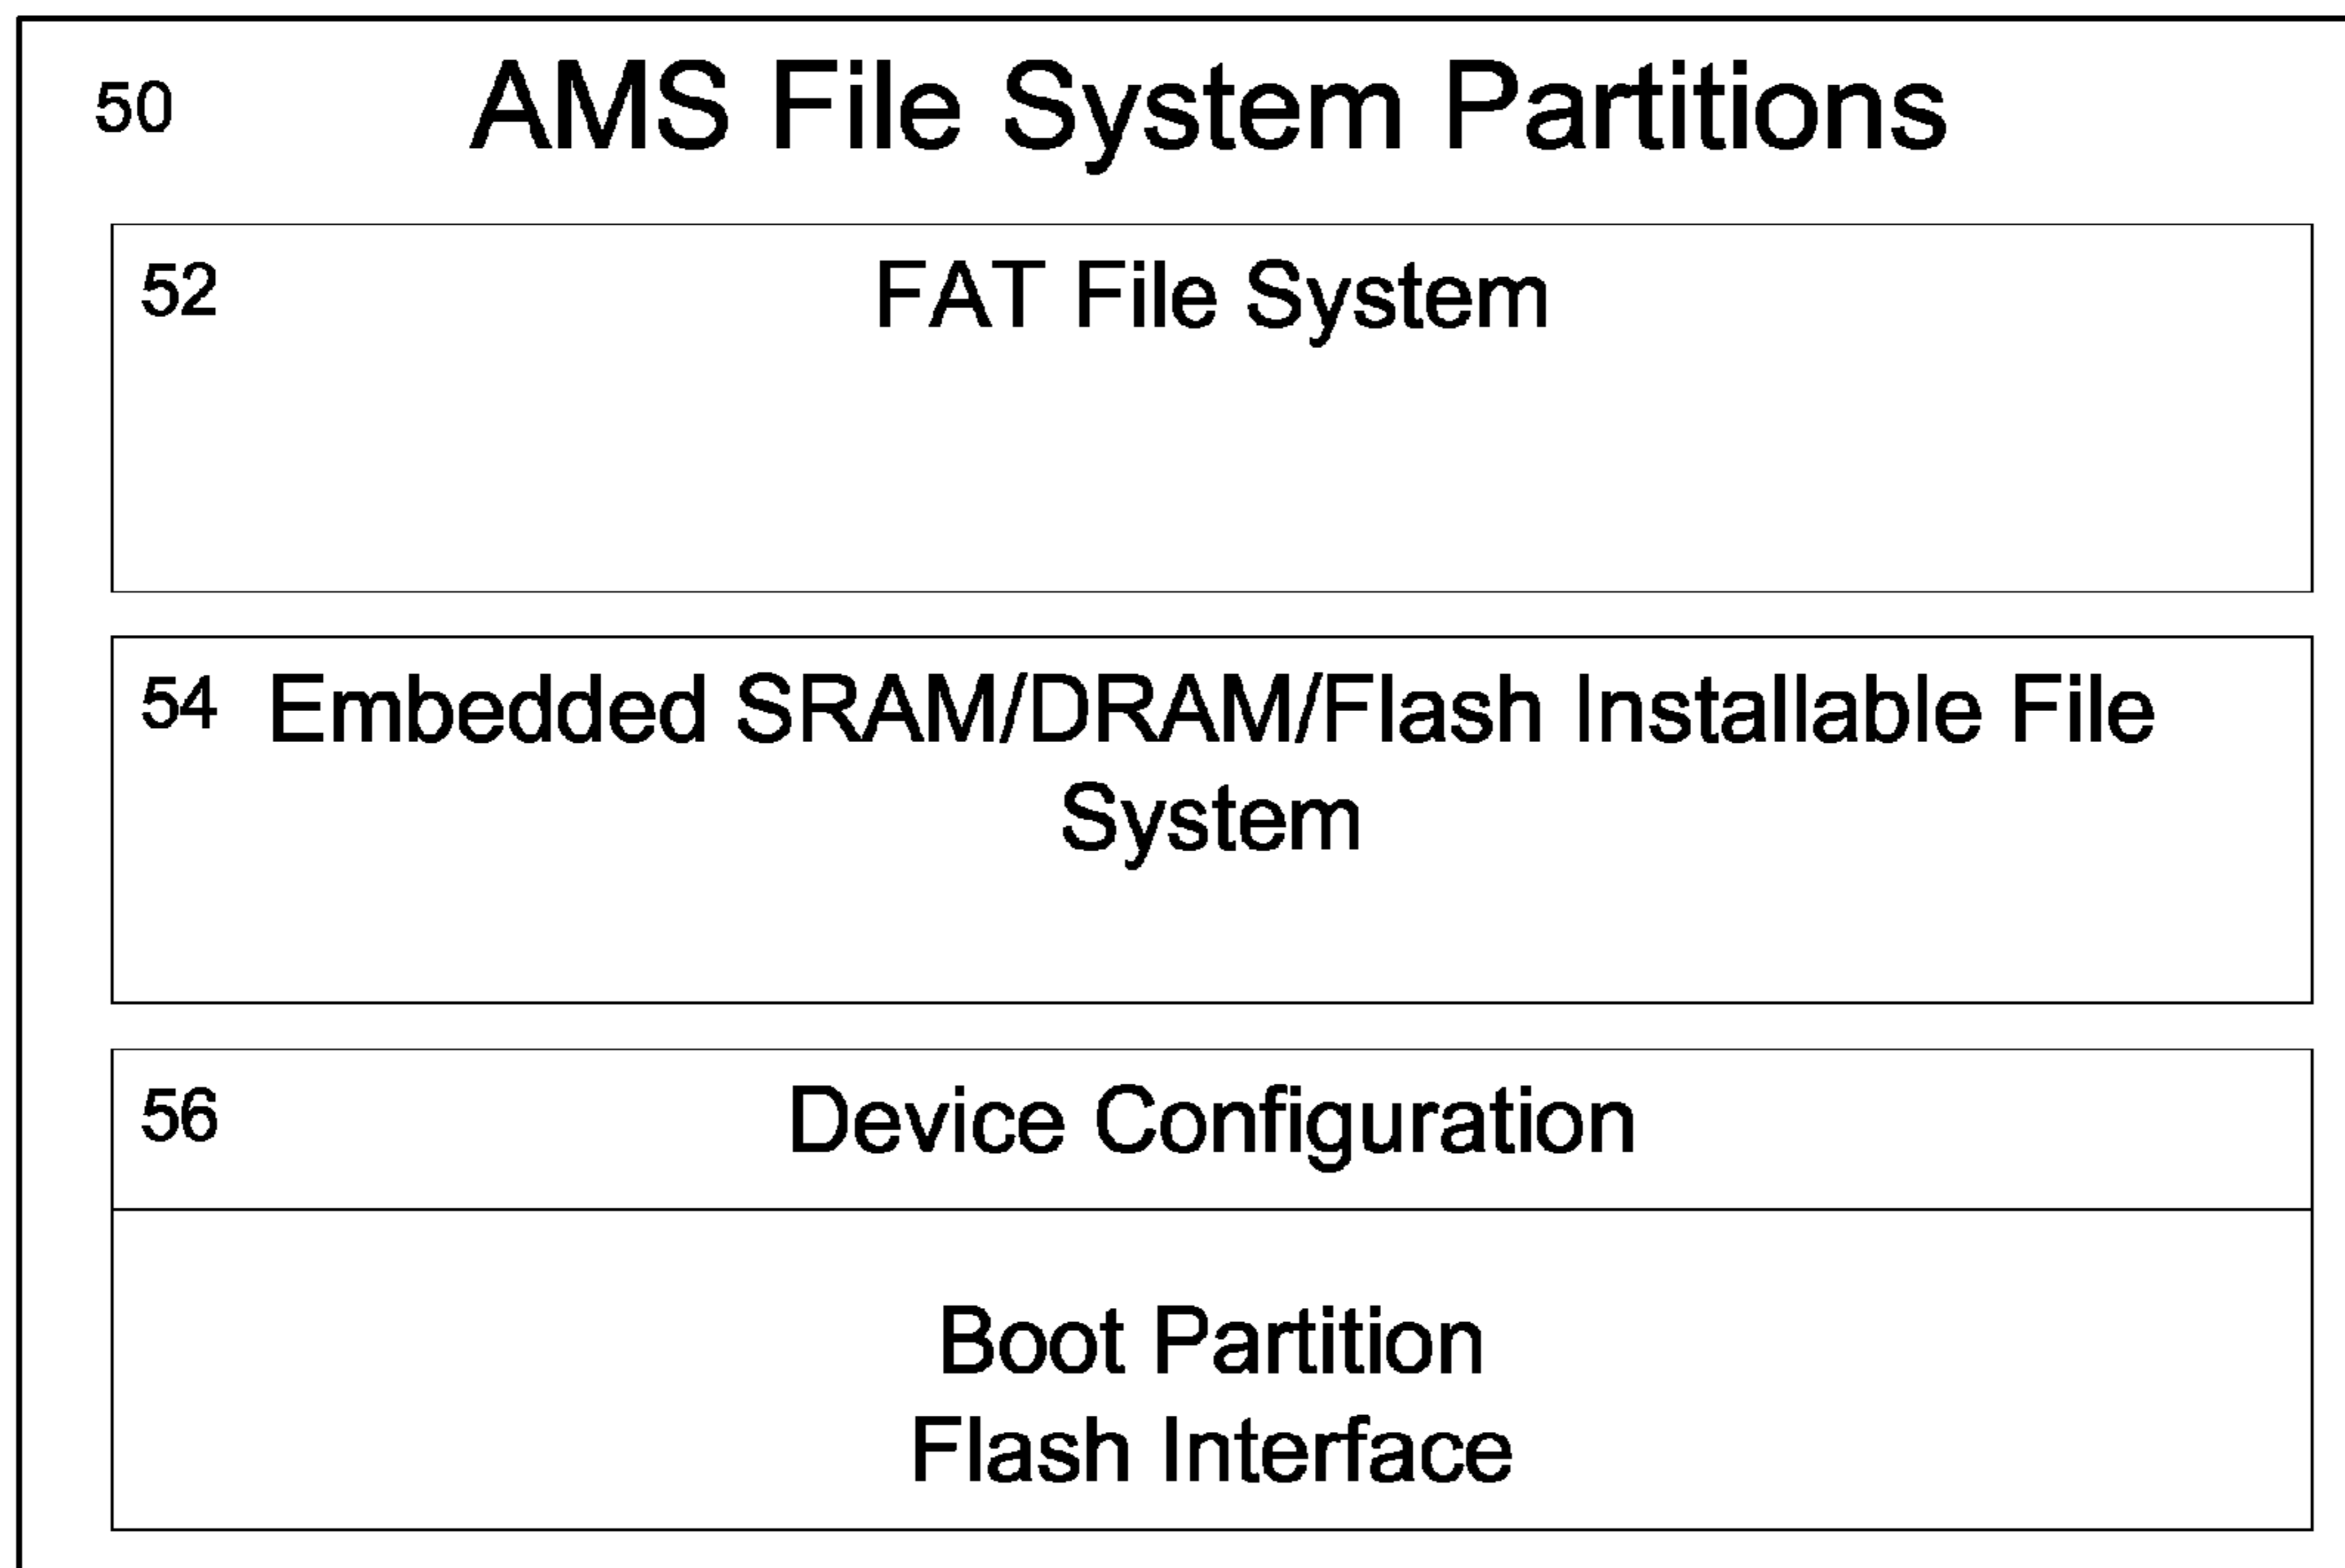 50 AMS File System Partitions
52 FAT File System
54 Embedded SRAM/DRAM/Flash Installable File
System
56 Device Configuration
Boot Partition
Flash Interface